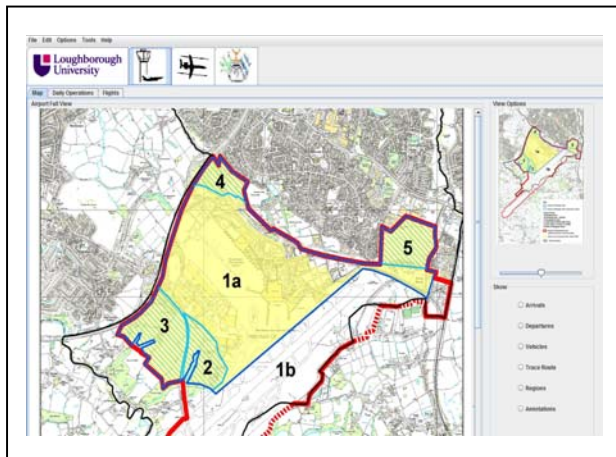 File Edit Options Tools Help
Loughborough
University
Map Daily Operations Flights
Airport Full View
View Options
4
5
1a
3
2
1b
Show
Arrivals
Departures
Vehicles
Trace Route
Regions
Annotations